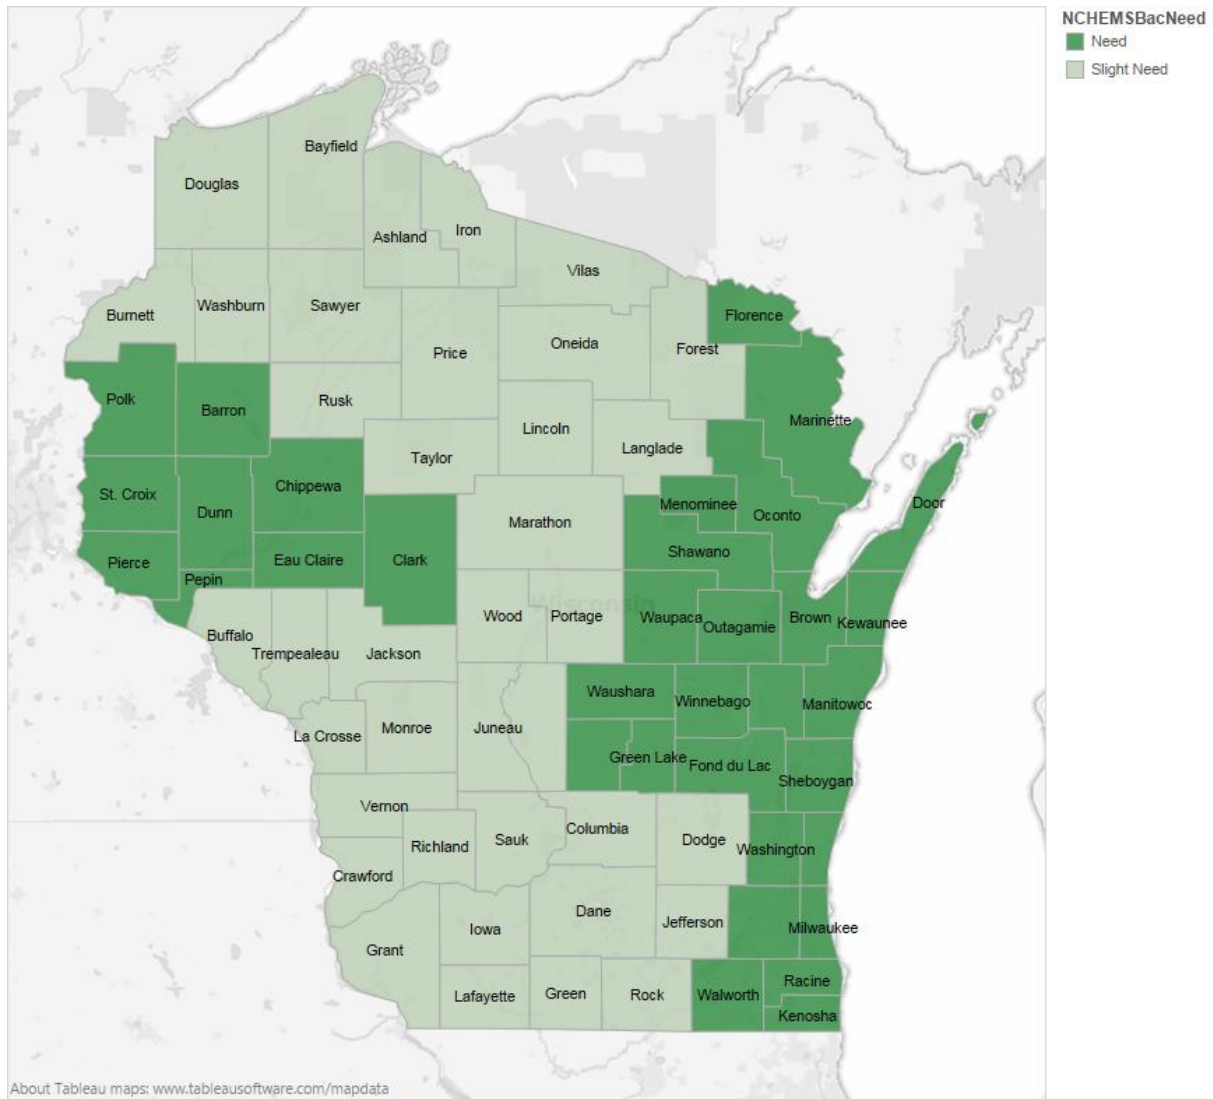 NCHEMSBacNeed
Need
Slight Need
Bayfield
Douglas
Ashland
Iron
Vilas
Burnett
Washburn
Sawyer
Florence
Price
Oneida
Forest
Polk
Barron
Rusk
Marinette
Lincoln
Langlade
Taylor
St. Croix
Chippewa
Menominee
Door
Dunn
Marathon
Oconto
Pierce
Eau Claire
Clark
Shawano
Pepin
Wisconsin
Wood
Portage
Waupaca
Outagamie
Brown
Kewaunee
Buffalo
Trempealeau
Jackson
Waushara
Winnebago
Manitowoc
La Crosse
Monroe
Juneau
Green Lake
Fond du Lac
Sheboygan
Vernon
Richland
Sauk
Columbia
Dodge
Washington
Crawford
Dane
Jefferson
Milwaukee
Grant
Iowa
Lafayette
Green
Rock
Walworth
Racine
Kenosha
About Tableau maps: www.tableausoftware.com/mapdata